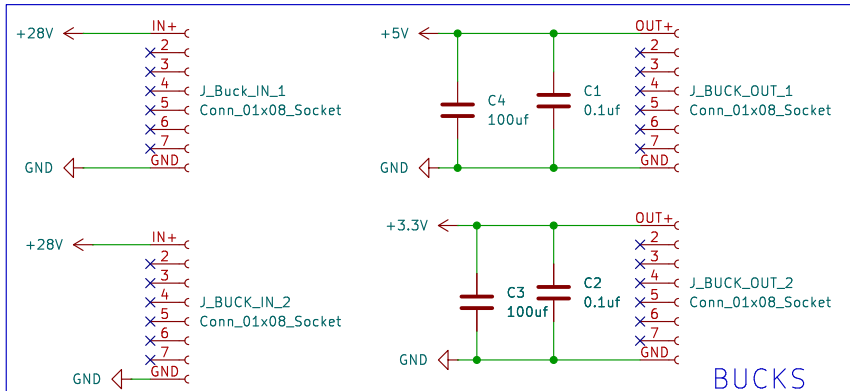 +28V IN+
2
3
4 J_Buck_IN_1
5 Conn_01x08_Socket
6
7
GND GND
+5V OUT+
2
3
C4 C1 4 J_BUCK_OUT_1
100uf 0.1uf 5 Conn_01x08_Socket
6
7
GND GND
+28V IN+
2
3
4 J_BUCK_IN_2
5 Conn_01x08_Socket
6
7
GND GND
+3.3V OUT+
2
3
C3 C2 4 J_BUCK_OUT_2
100uf 0.1uf 5 Conn_01x08_Socket
6
7
GND GND
BUCKS